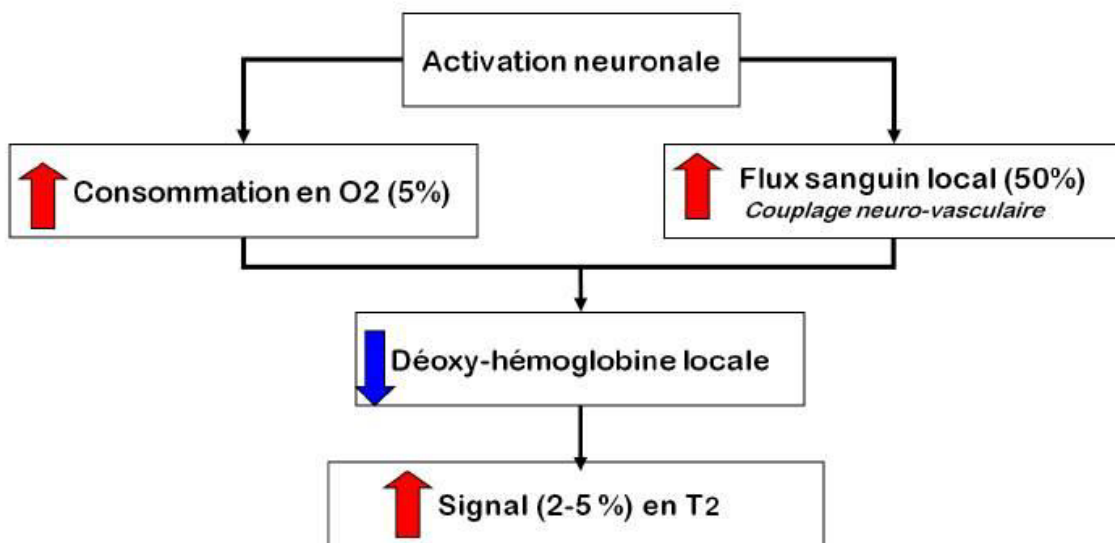 Activation neuronale
Consommation en O2 (5%)
Flux sanguin local (50%)
Couplage neuro-vasculaire
Déoxy-hémoglobine locale
Signal (2-5 %) en T2